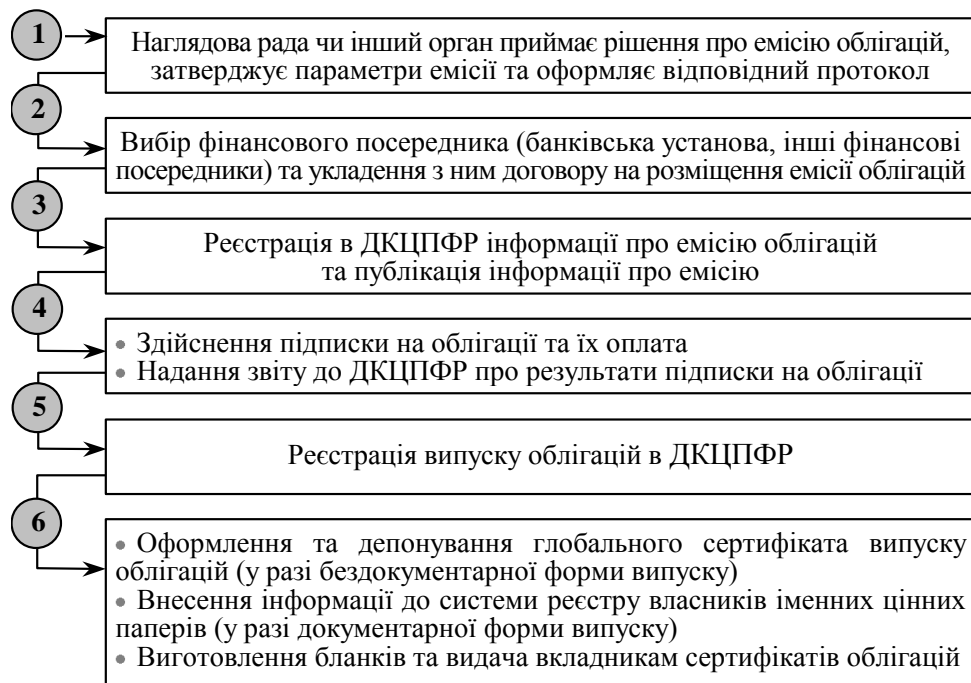 1
Наглядова рада чи інший орган приймає рішення про емісію облігацій,
затверджує параметри емісії та оформляє відповідний протокол
2
Вибір фінансового посередника (банківська установа, інші фінансові
посередники) та укладення з ним договору на розміщення емісії облігацій
3
Реєстрація в ДКЦПФР інформації про емісію облігацій
та публікація інформації про емісію
4
• Здійснення підписки на облігації та їх оплата
• Надання звіту до ДКЦПФР про результати підписки на облігації
5
Реєстрація випуску облігацій в ДКЦПФР
6
• Оформлення та депонування глобального сертифіката випуску
облігацій (у разі бездокументарної форми випуску)
• Внесення інформації до системи реєстру власників іменних цінних
паперів (у разі документарної форми випуску)
• Виготовлення бланків та видача вкладникам сертифікатів облігацій